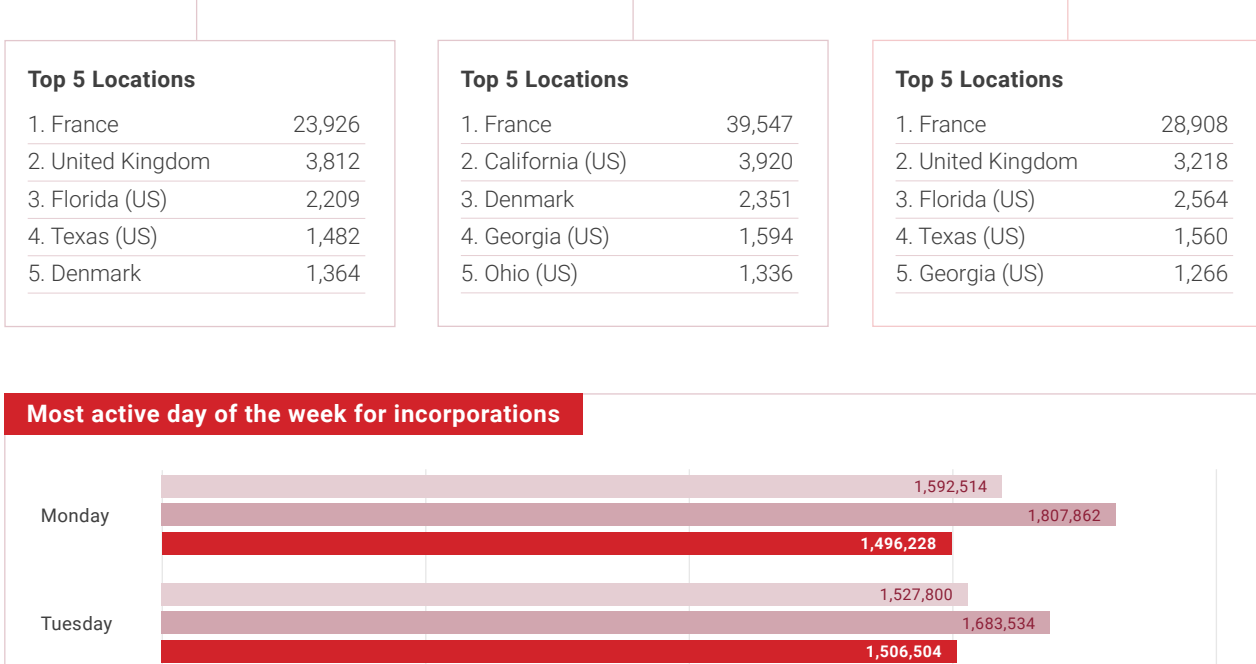 Top 5 Locations
1. France 23,926
2. United Kingdom 3,812
3. Florida (US) 2,209
4. Texas (US) 1,482
5. Denmark 1,364
Top 5 Locations
1. France 39,547
2. California (US) 3,920
3. Denmark 2,351
4. Georgia (US) 1,594
5. Ohio (US) 1,336
Top 5 Locations
1. France 28,908
2. United Kingdom 3,218
3. Florida (US) 2,564
4. Texas (US) 1,560
5. Georgia (US) 1,266
Most active day of the week for incorporations
Monday
1,592,514
1,807,862
1,496,228
Tuesday
1,527,800
1,683,534
1,506,504